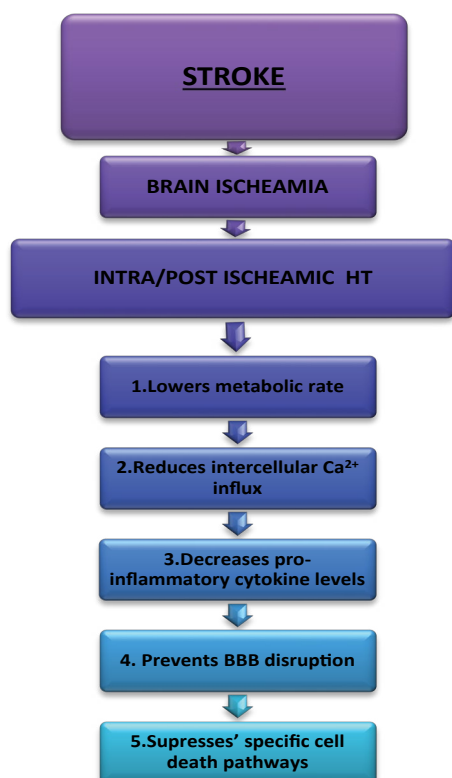 STROKE
BRAIN ISCHEAMIA
INTRA/POST ISCHEAMIC HT
1.Lowers metabolic rate
2.Reduces intercellular Ca²⁺
influx
3.Decreases pro-
inflammatory cytokine levels
4. Prevents BBB disruption
5.Supresses’ specific cell
death pathways